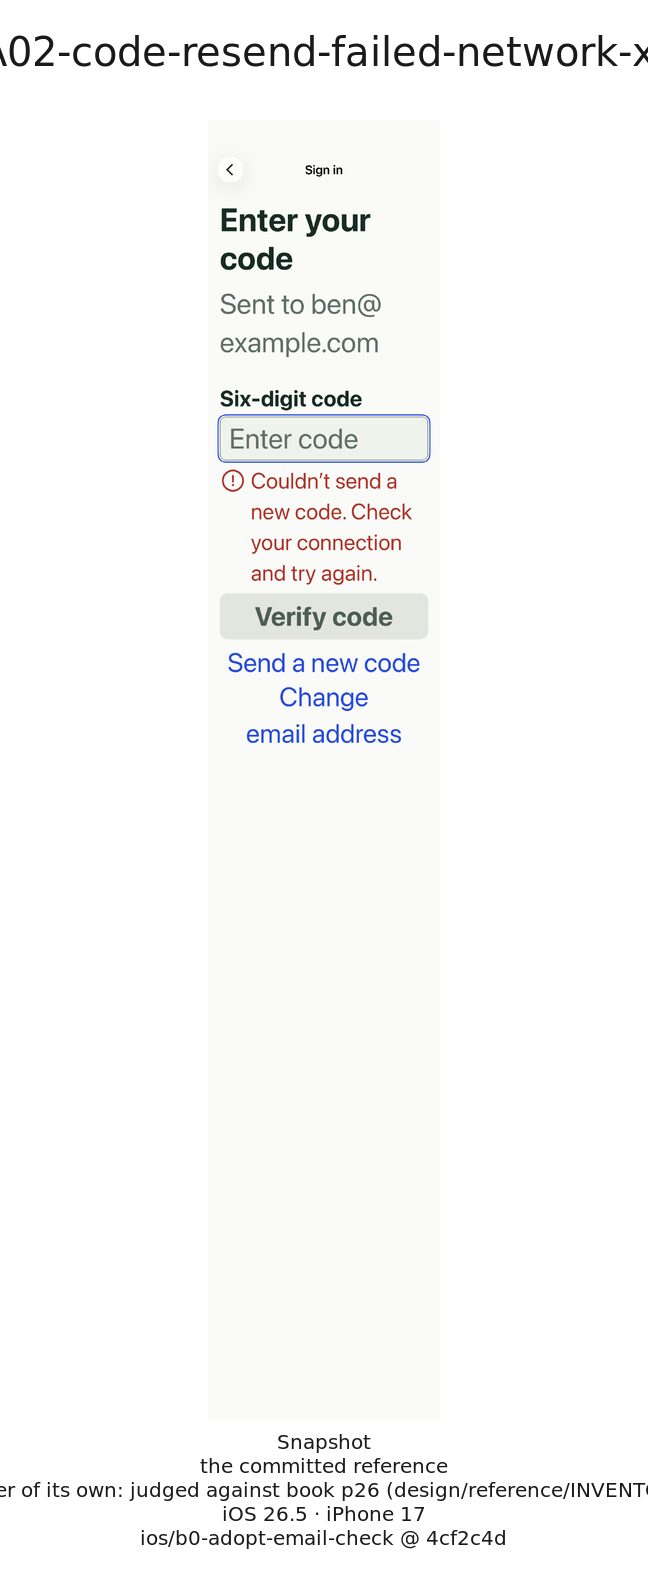 A02-code-resend-failed-network-x
Sign in
Enter your
code
Sent to ben@
example.com
Six-digit code
Enter code
Couldn’t send a
new code. Check
your connection
and try again.
Verify code
Send a new code
Change
email address
Snapshot
the committed reference
er of its own: judged against book p26 (design/reference/INVENTO
iOS 26.5 · iPhone 17
ios/b0-adopt-email-check @ 4cf2c4d